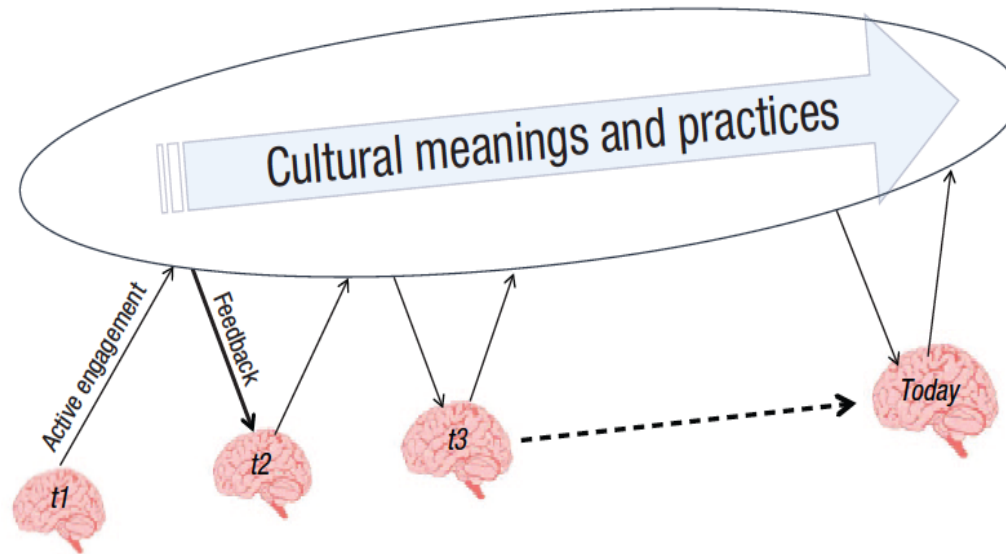 Cultural meanings and practices
Active engagement
Feedback
t1
t2
t3
Today